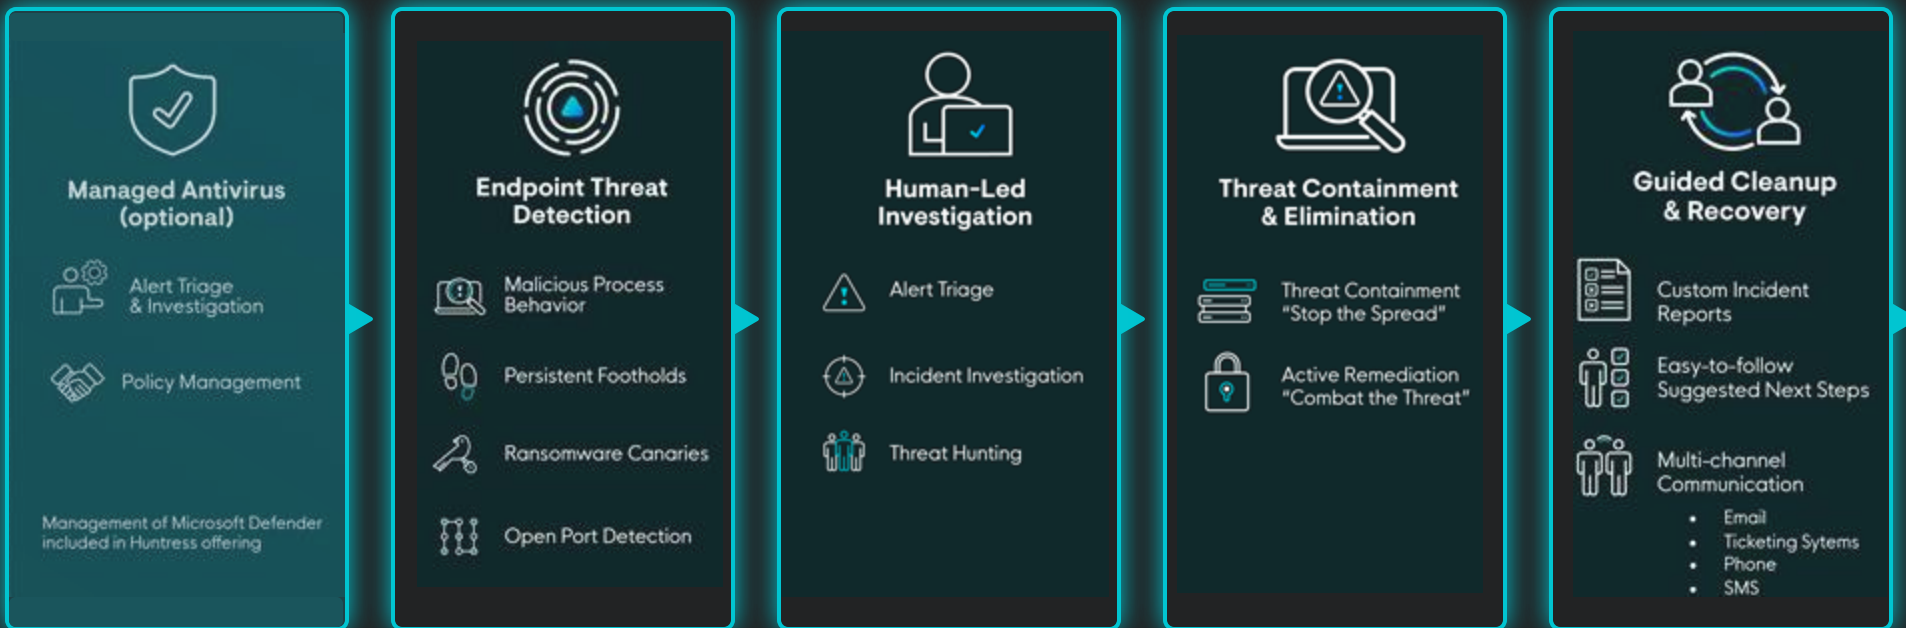 Managed Antivirus
(optional)
Alert Triage
& Investigation
Policy Management
Management of Microsoft Defender
included in Huntress offering
Endpoint Threat
Detection
Malicious Process
Behavior
Persistent Footholds
Ransomware Canaries
Open Port Detection
Human-Led
Investigation
Alert Triage
Incident Investigation
Threat Hunting
Threat Containment
& Elimination
Threat Containment
"Stop the Spread"
Active Remediation
"Combat the Threat"
Guided Cleanup
& Recovery
Custom Incident
Reports
Easy-to-follow
Suggested Next Steps
Multi-channel
Communication
• Email
• Ticketing Sytems
• Phone
• SMS